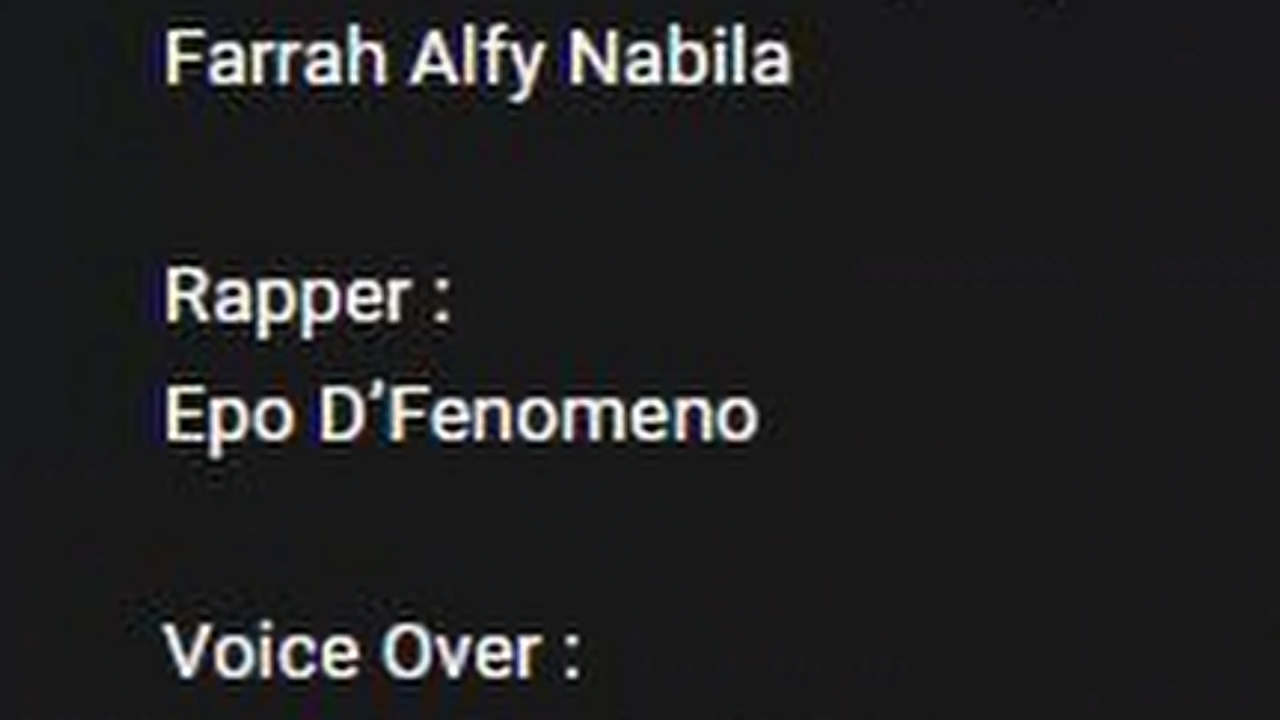 Farrah Alfy Nabila
Rapper :
Epo D’Fenomeno
Voice Over :